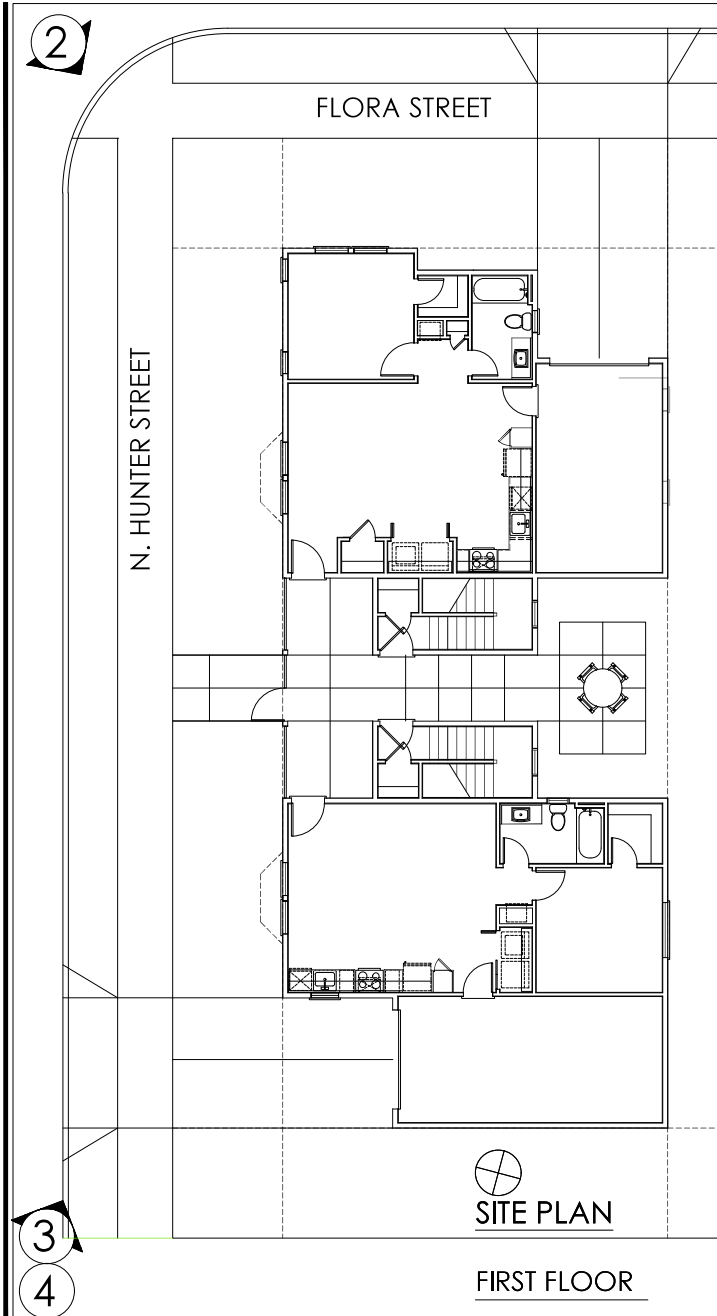 2
FLORA STREET
N. HUNTER STREET
SITE PLAN
3
FIRST FLOOR
4